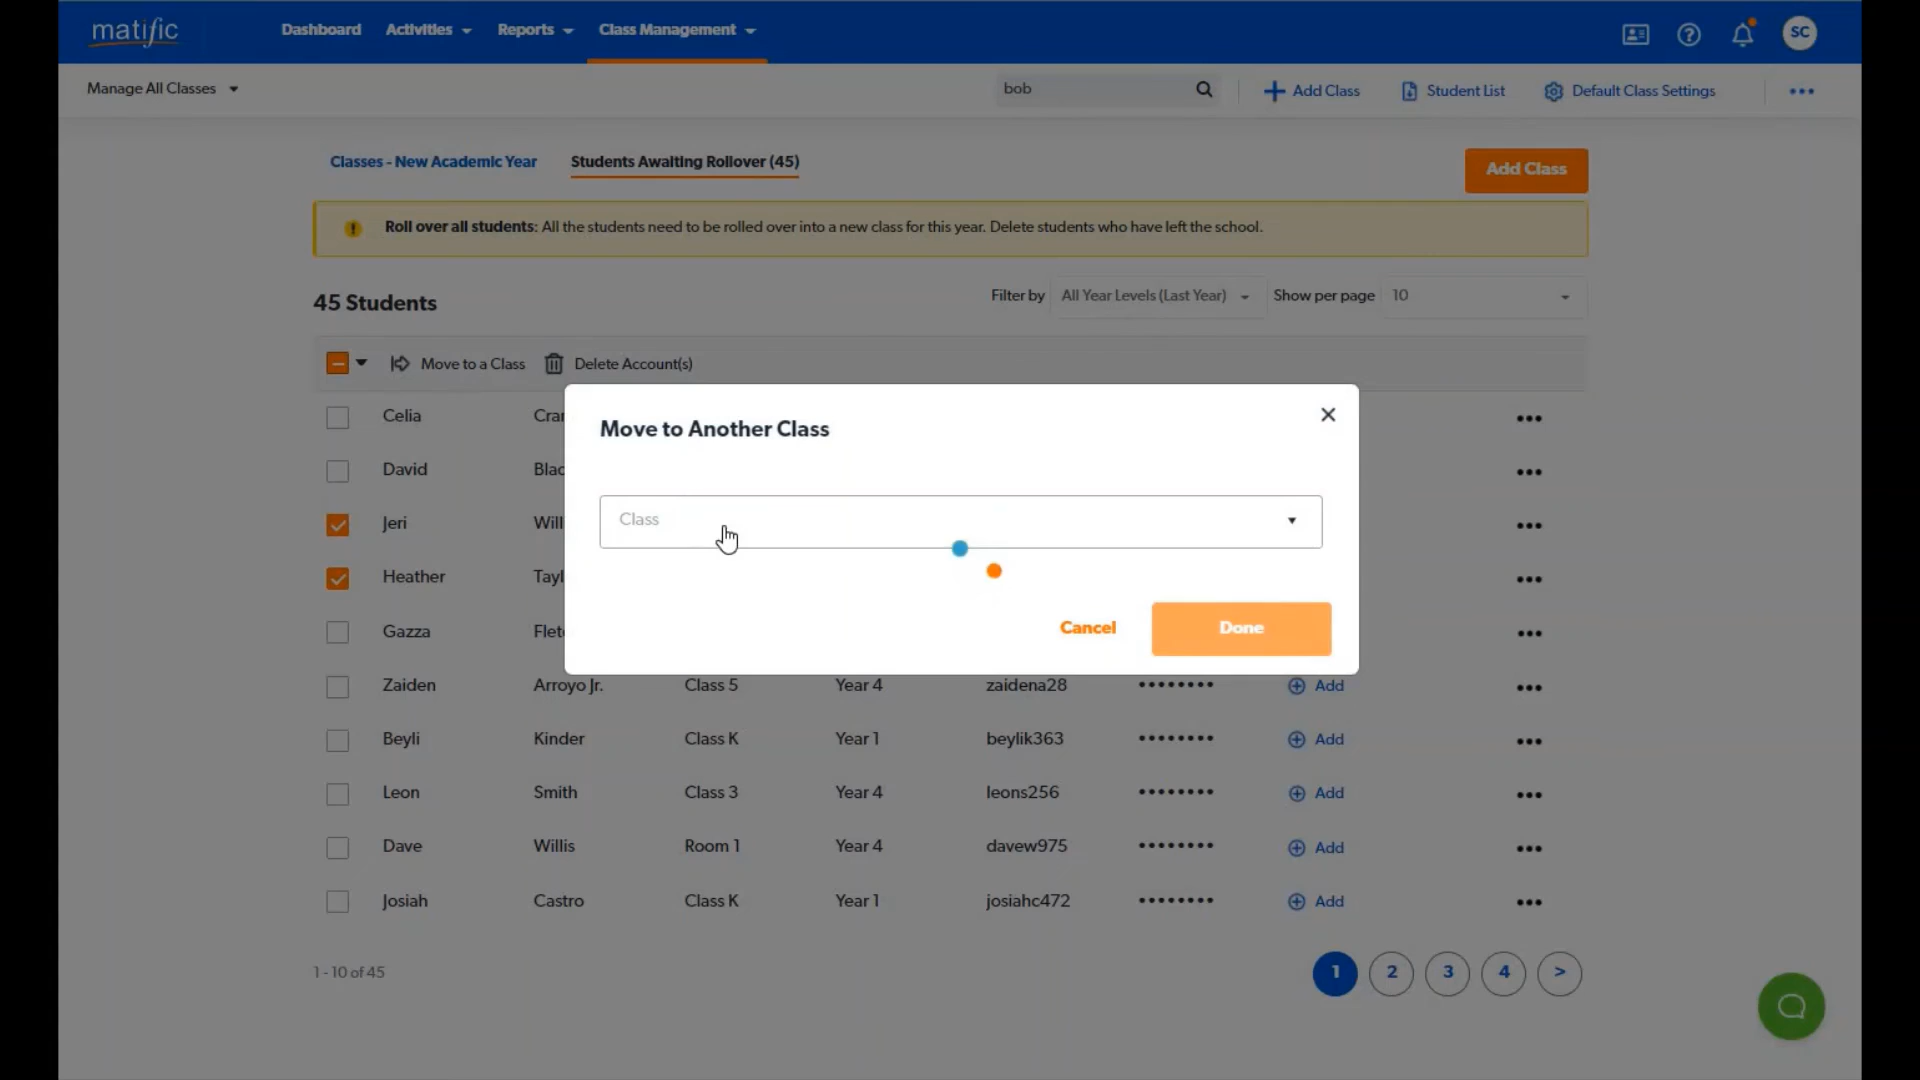 matific
Dashboard Activities Reports Class Management SC
Manage All Classes bob Add Class Student List Default Class Settings
Classes - New Academic Year Students Awaiting Rollover (45) Add Class
Roll over all students: All the students need to be rolled over into a new class for this year. Delete students who have left the school.
45 Students Filter by All Year Levels (Last Year) Show per page 10
Move to a Class Delete Account(s)
Celia
David
Jeri
Heather
Gazza
Move to Another Class
Class
Cancel Done
Zaiden Arroyo Jr. Class 5 Year 4 zaidena28 •••••••• Add
Beyli Kinder Class K Year 1 beylik363 •••••••• Add
Leon Smith Class 3 Year 4 leons256 •••••••• Add
Dave Willis Room 1 Year 4 davew975 •••••••• Add
Josiah Castro Class K Year 1 josiahc472 •••••••• Add
1 - 10 of 45 1 2 3 4 >